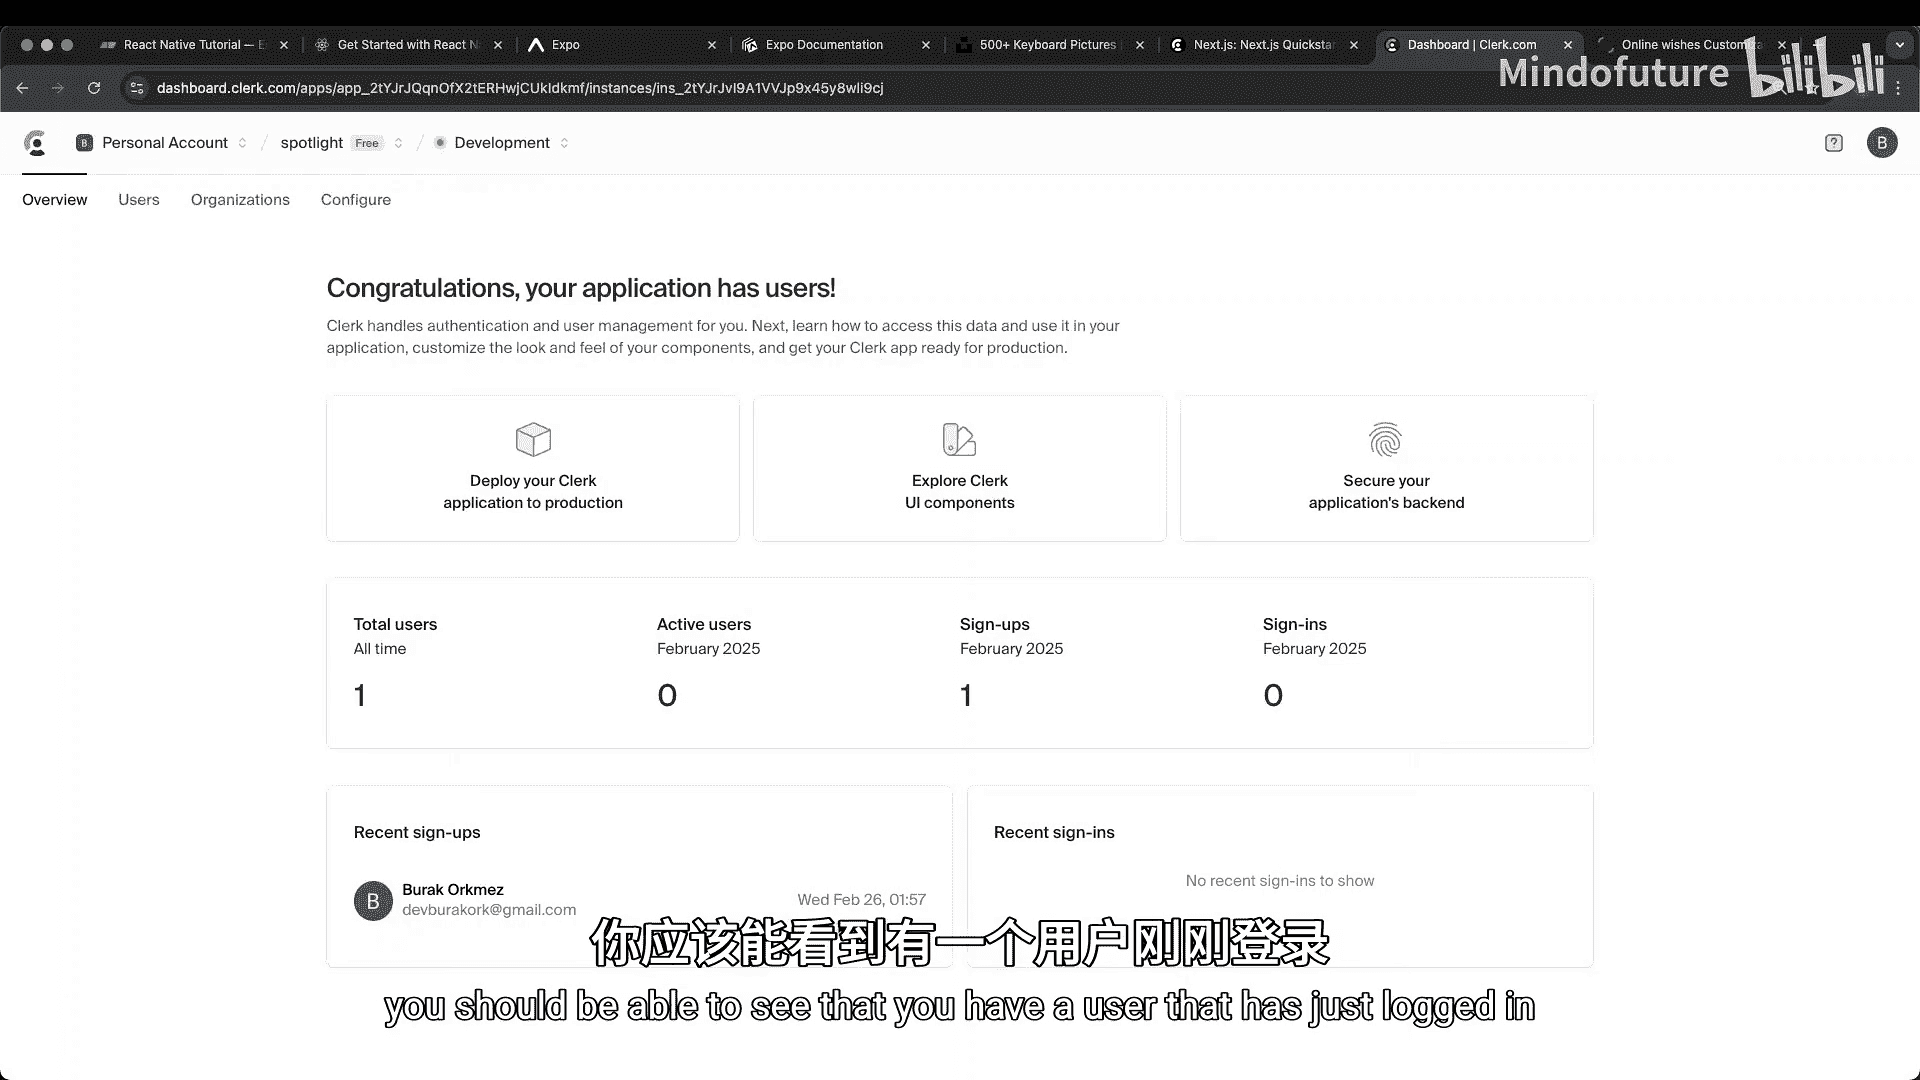 React Native Tutorial — E
Get Started with React N
Expo
Expo Documentation
500+ Keyboard Pictures
Next.js: Next.js Quickstar
Dashboard | Clerk.com
Online wishes Customiza
Mindofuture bilibili
dashboard.clerk.com/apps/app_2tYJrJQqnOfX2tERHwjCUkIdkmf/instances/ins_2tYJrJvI9A1VVJp9x45y8wli9cj
B Personal Account / spotlight Free / Development ? B
Overview Users Organizations Configure
Congratulations, your application has users!
Clerk handles authentication and user management for you. Next, learn how to access this data and use it in your
application, customize the look and feel of your components, and get your Clerk app ready for production.
Deploy your Clerk
application to production
Explore Clerk
UI components
Secure your
application's backend
Total users
All time
1
Active users
February 2025
0
Sign-ups
February 2025
1
Sign-ins
February 2025
0
Recent sign-ups
B
Burak Orkmez
devburakork@gmail.com
Wed Feb 26, 01:57
Recent sign-ins
No recent sign-ins to show
你应该能看到有一个用户刚刚登录
you should be able to see that you have a user that has just logged in